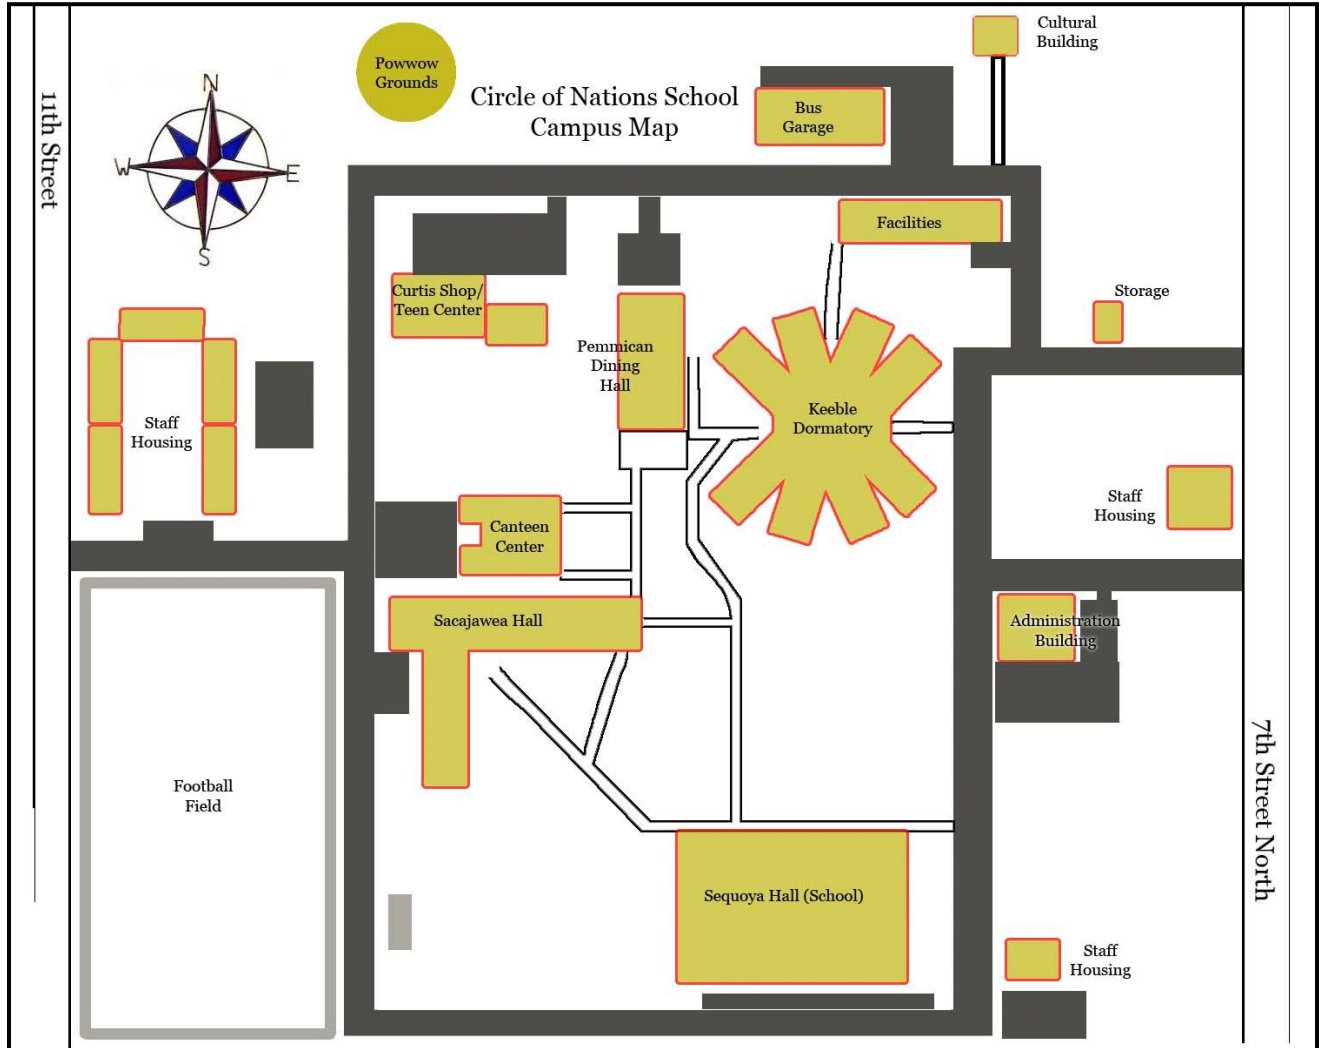 Cultural
Building
Powwow
Grounds
Circle of Nations School
Campus Map
Bus
Garage
11th Street
N
W
E
S
Facilities
Curtis Shop/
Teen Center
Storage
Pemmican
Dining
Hall
Keeble
Dormatory
Staff
Housing
Staff
Housing
Canteen
Center
Sacajawea Hall
Administration
Building
Football
Field
7th Street North
Sequoya Hall (School)
Staff
Housing